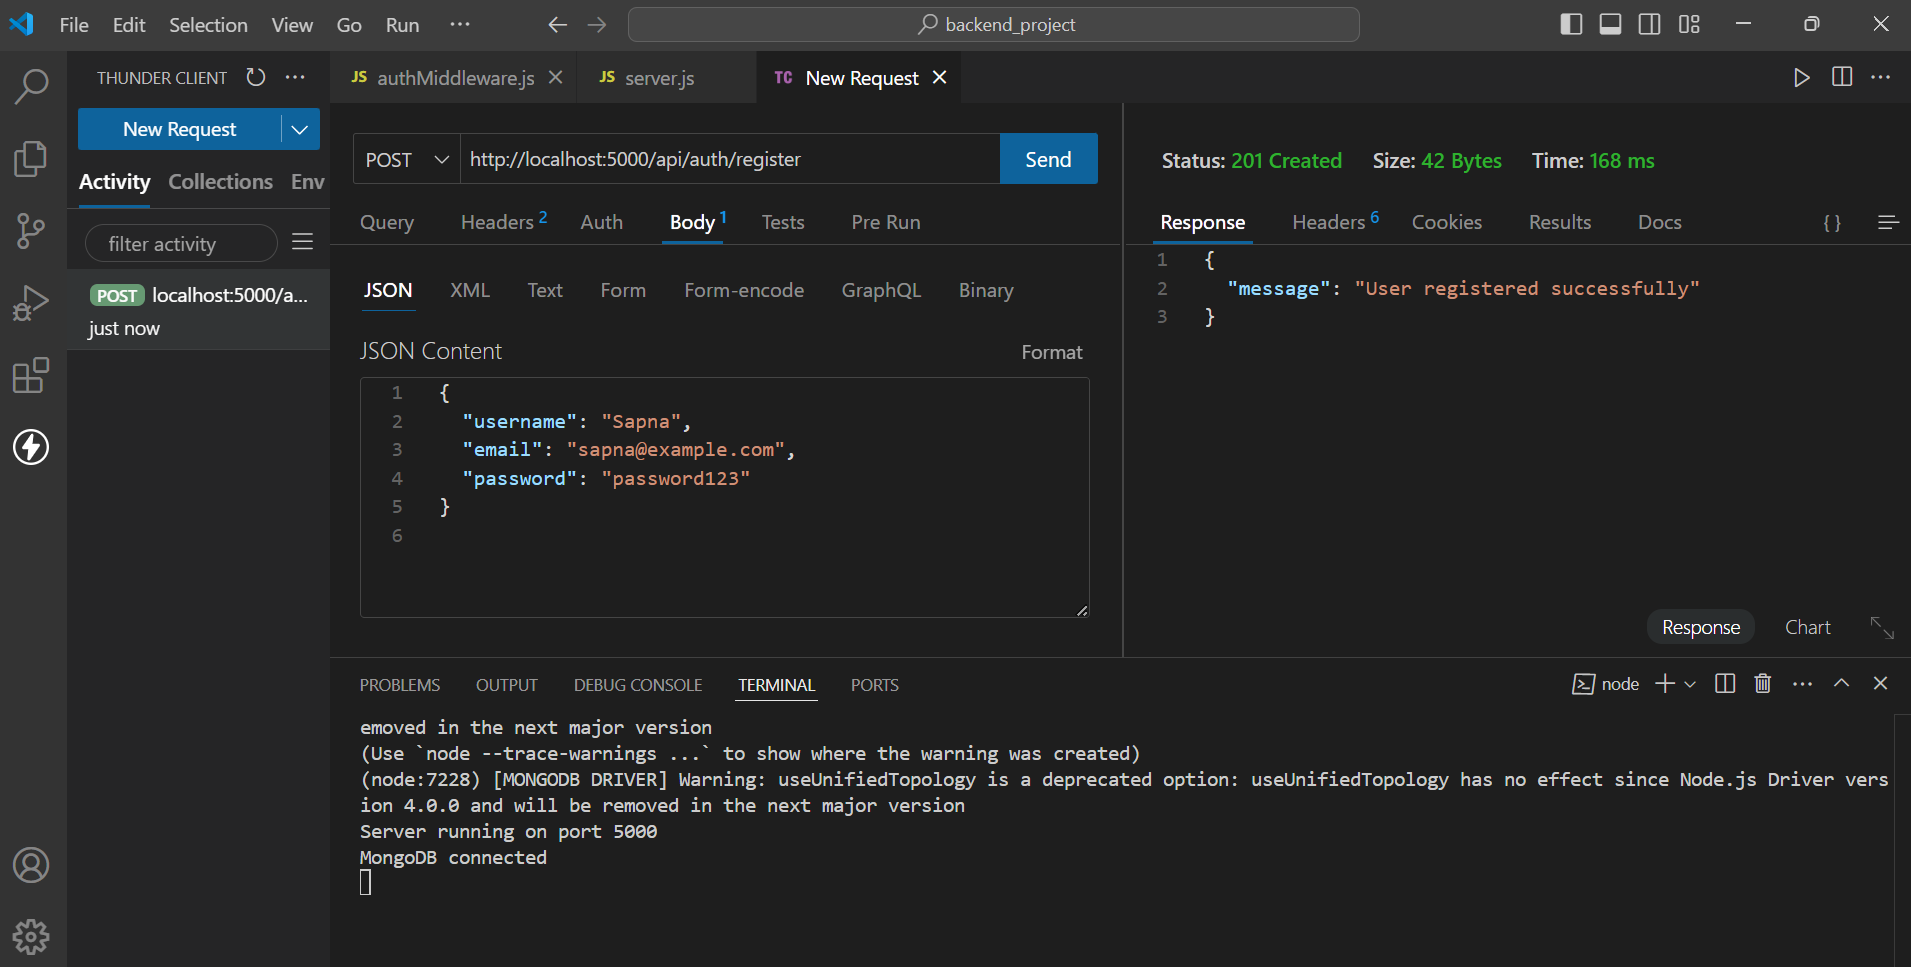 File Edit Selection View Go Run ··· backend_project
THUNDER CLIENT ···
JS authMiddleware.js
JS server.js
TC New Request
···
New Request
Activity Collections Env
filter activity
POST localhost:5000/a...
just now
POST http://localhost:5000/api/auth/register Send
Query Headers 2 Auth Body 1 Tests Pre Run
JSON XML Text Form Form-encode GraphQL Binary
JSON Content Format
1 {
2 "username": "Sapna",
3 "email": "sapna@example.com",
4 "password": "password123"
5 }
6
Status: 201 Created Size: 42 Bytes Time: 168 ms
Response Headers 6 Cookies Results Docs { }
1 {
2 "message": "User registered successfully"
3 }
Response Chart
PROBLEMS OUTPUT DEBUG CONSOLE TERMINAL PORTS node ···
emoved in the next major version
(Use `node --trace-warnings ...` to show where the warning was created)
(node:7228) [MONGODB DRIVER] Warning: useUnifiedTopology is a deprecated option: useUnifiedTopology has no effect since Node.js Driver vers
ion 4.0.0 and will be removed in the next major version
Server running on port 5000
MongoDB connected